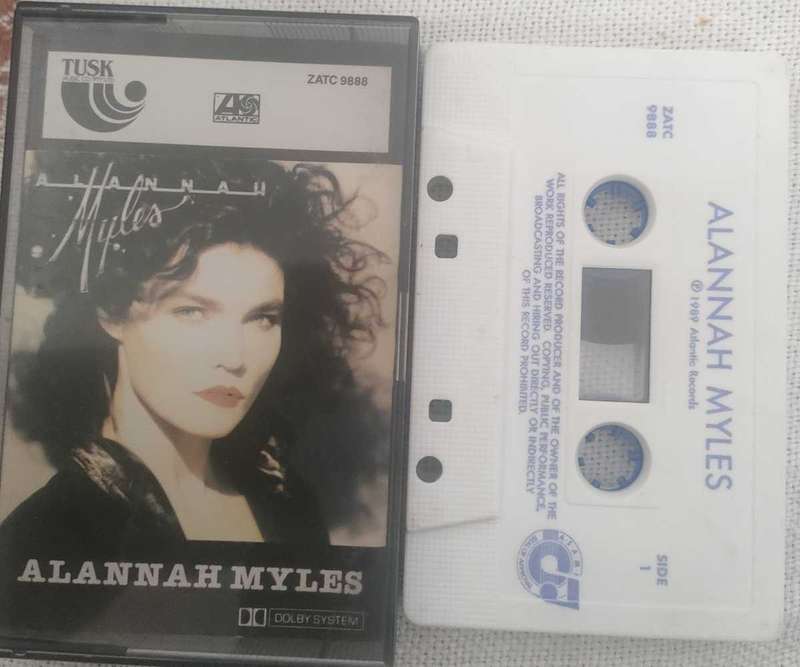 TUSK
MUSIC COMPANY
ZATC 9888
ATLANTIC
ALANNAH
Myles
ALANNAH MYLES
DOLBY SYSTEM
ZATC
9888
ALANNAH MYLES
℗ 1989 Atlantic Records
ALL RIGHTS OF THE RECORD PRODUCER AND OF THE OWNER OF THE
WORK REPRODUCED RESERVED. COPYING, PUBLIC PERFORMANCE,
BROADCASTING AND HIRING OUT DIRECTLY OR INDIRECTLY
OF THIS RECORD PROHIBITED.
SIDE
1